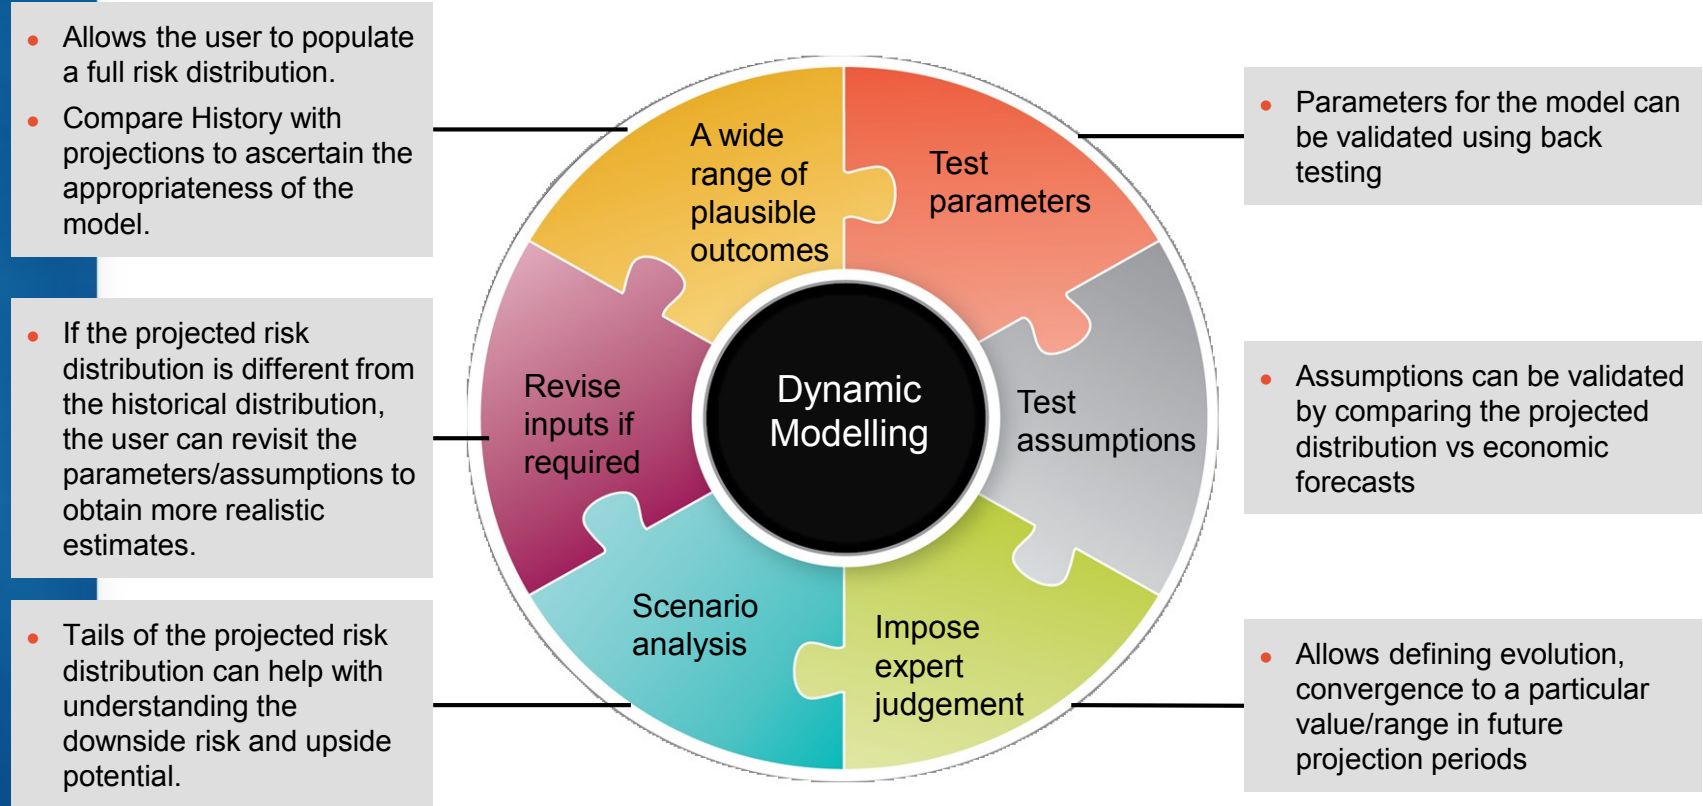 • Allows the user to populate
a full risk distribution.
• Compare History with
projections to ascertain the
appropriateness of the
model.
• If the projected risk
distribution is different from
the historical distribution,
the user can revisit the
parameters/assumptions to
obtain more realistic
estimates.
• Tails of the projected risk
distribution can help with
understanding the
downside risk and upside
potential.
A wide
range of
plausible
outcomes
Test
parameters
Revise
inputs if
required
Dynamic
Modelling
Test
assumptions
Scenario
analysis
Impose
expert
judgement
• Parameters for the model can
be validated using back
testing
• Assumptions can be validated
by comparing the projected
distribution vs economic
forecasts
• Allows defining evolution,
convergence to a particular
value/range in future
projection periods